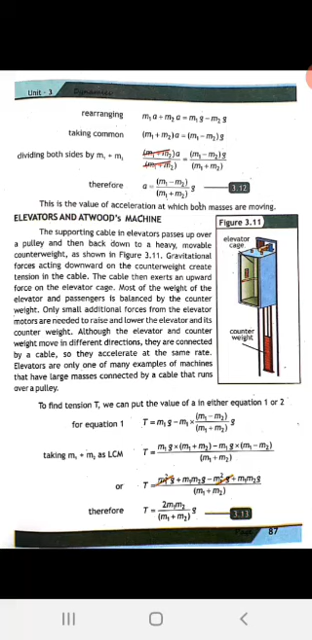 Unit - 3 Dynamics
rearranging m₁ a + m₂ a = m₁ g − m₂ g
taking common (m₁ + m₂)a = (m₁ − m₂)g
dividing both sides by m₁ + m₁ (m₁ + m₂)a / (m₁ + m₂) = (m₁ − m₂)g / (m₁ + m₂)
therefore a = (m₁ − m₂) / (m₁ + m₂) g 3.12
This is the value of acceleration at which both masses are moving.
ELEVATORS AND ATWOOD'S MACHINE
The supporting cable in elevators passes up over
a pulley and then back down to a heavy, movable
counterweight, as shown in Figure 3.11. Gravitational
forces acting downward on the counterweight create
tension in the cable. The cable then exerts an upward
force on the elevator cage. Most of the weight of the
elevator and passengers is balanced by the counter
weight. Only small additional forces from the elevator
motors are needed to raise and lower the elevator and its
counter weight. Although the elevator and counter
weight move in different directions, they are connected
by a cable, so they accelerate at the same rate.
Elevators are only one of many examples of machines
that have large masses connected by a cable that runs
over a pulley.
Figure 3.11
elevator
cage
counter
weight
To find tension T, we can put the value of a in either equation 1 or 2
for equation 1 T = m₁ g − m₁ × (m₁ − m₂) / (m₁ + m₂) g
taking m₁ + m₂ as LCM T = m₁ g × (m₁ + m₂) − m₁ g × (m₁ − m₂) / (m₁ + m₂)
or T = m₁² g + m₁m₂g − m₁² g + m₁m₂g / (m₁ + m₂)
therefore T = 2m₁m₂ / (m₁ + m₂) g 3.13
Page 87